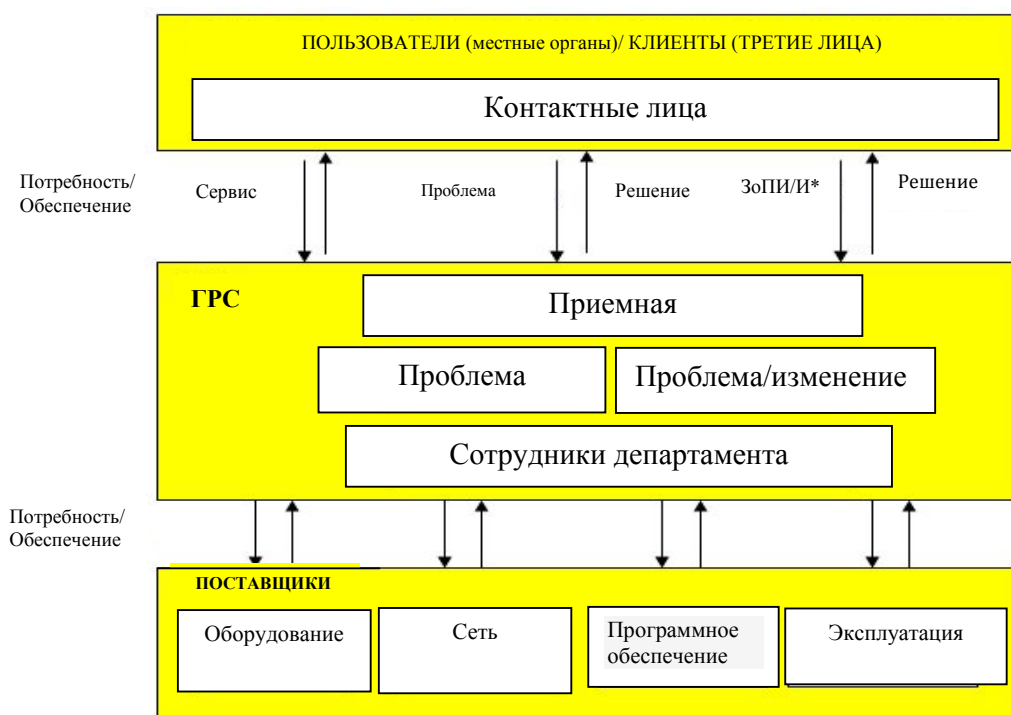 ПОЛЬЗОВАТЕЛИ (местные органы)/ КЛИЕНТЫ (ТРЕТИЕ ЛИЦА)
Контактные лица
Потребность/
Обеспечение
Сервис
Проблема
Решение
ЗоПИ/И*
Решение
ГРС
Приемная
Проблема
Проблема/изменение
Сотрудники департамента
Потребность/
Обеспечение
ПОСТАВЩИКИ
Оборудование
Сеть
Программное
обеспечение
Эксплуатация